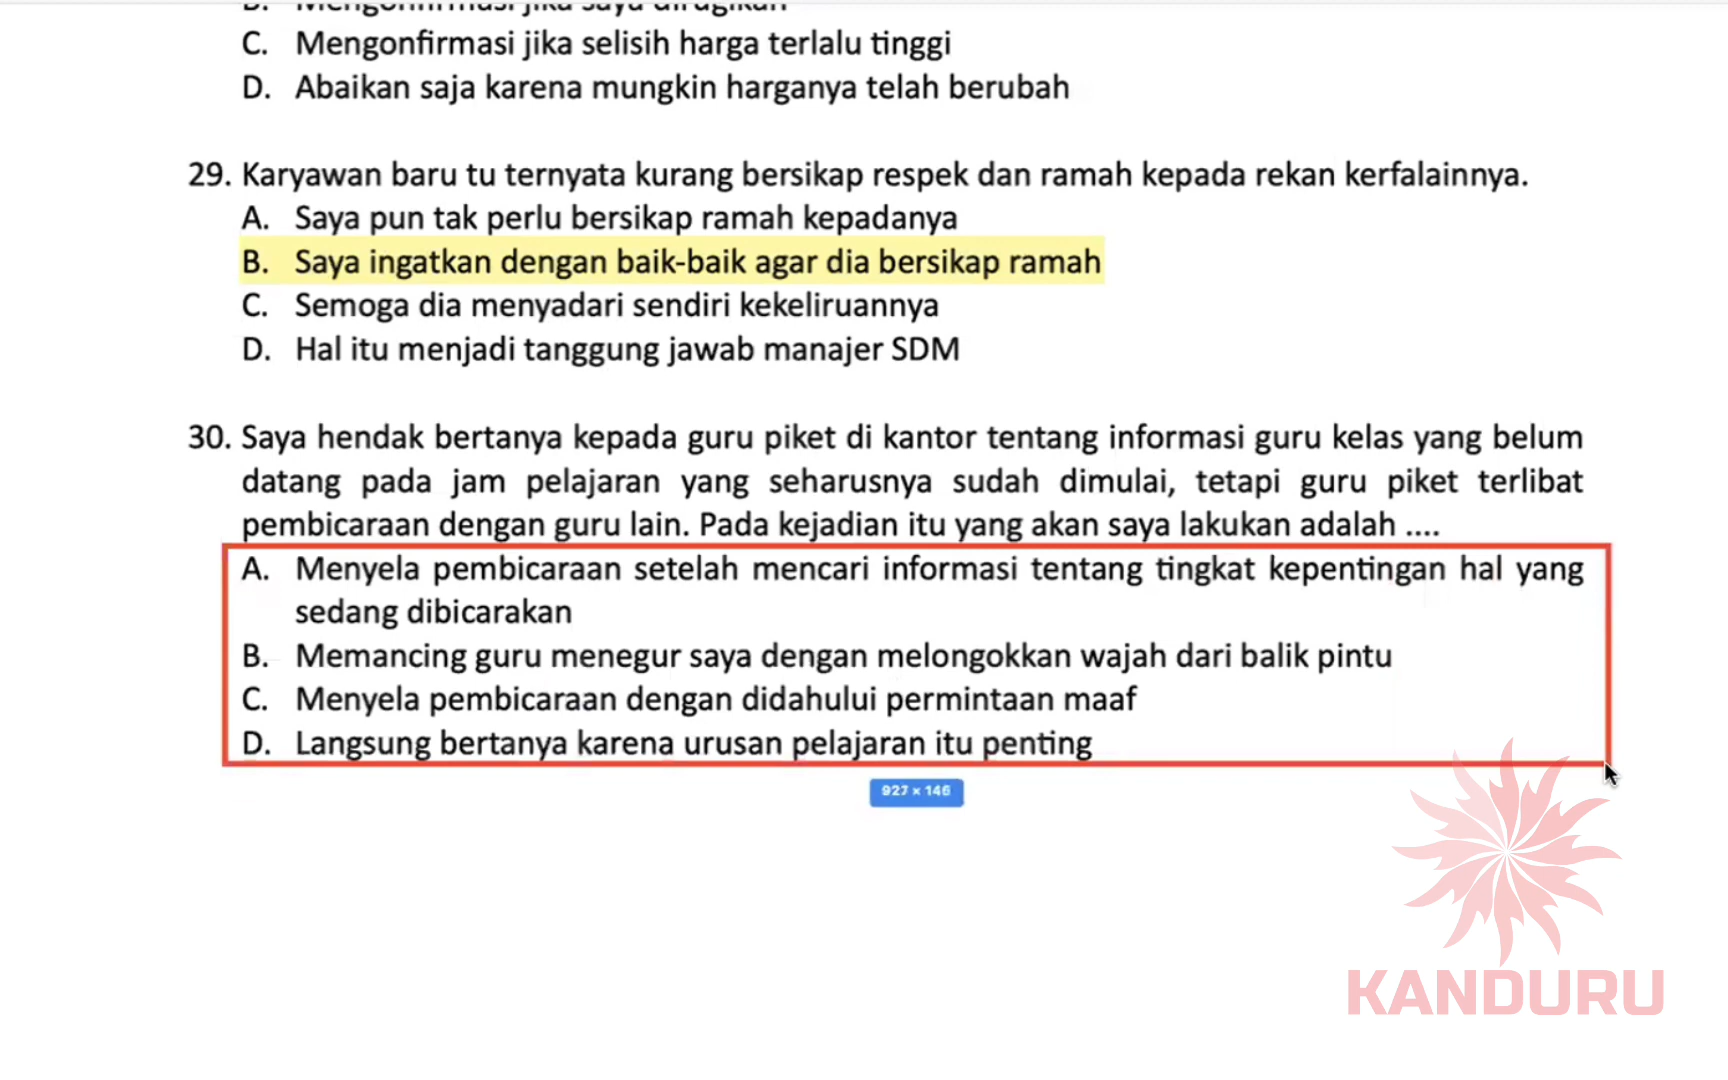 C. Mengonfirmasi jika selisih harga terlalu tinggi
D. Abaikan saja karena mungkin harganya telah berubah
29. Karyawan baru tu ternyata kurang bersikap respek dan ramah kepada rekan kerfalainnya.
A. Saya pun tak perlu bersikap ramah kepadanya
B. Saya ingatkan dengan baik-baik agar dia bersikap ramah
C. Semoga dia menyadari sendiri kekeliruannya
D. Hal itu menjadi tanggung jawab manajer SDM
30. Saya hendak bertanya kepada guru piket di kantor tentang informasi guru kelas yang belum
datang pada jam pelajaran yang seharusnya sudah dimulai, tetapi guru piket terlibat
pembicaraan dengan guru lain. Pada kejadian itu yang akan saya lakukan adalah ....
A. Menyela pembicaraan setelah mencari informasi tentang tingkat kepentingan hal yang
sedang dibicarakan
B. Memancing guru menegur saya dengan melongokkan wajah dari balik pintu
C. Menyela pembicaraan dengan didahului permintaan maaf
D. Langsung bertanya karena urusan pelajaran itu penting
927 × 146
KANDURU